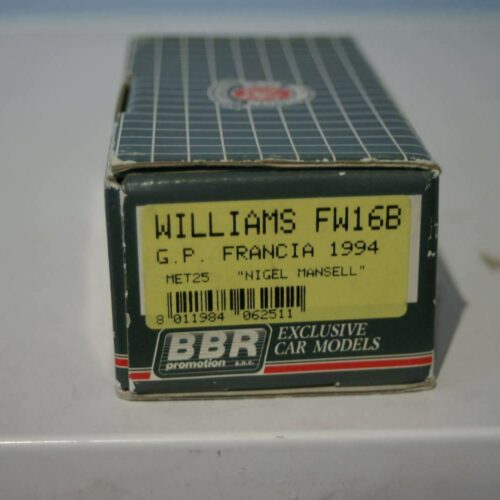 WILLIAMS FW16B
G.P. FRANCIA 1994
MET25 "NIGEL MANSELL"
8 011984 062511
BBR
promotion s.n.c.
EXCLUSIVE
CAR MODELS